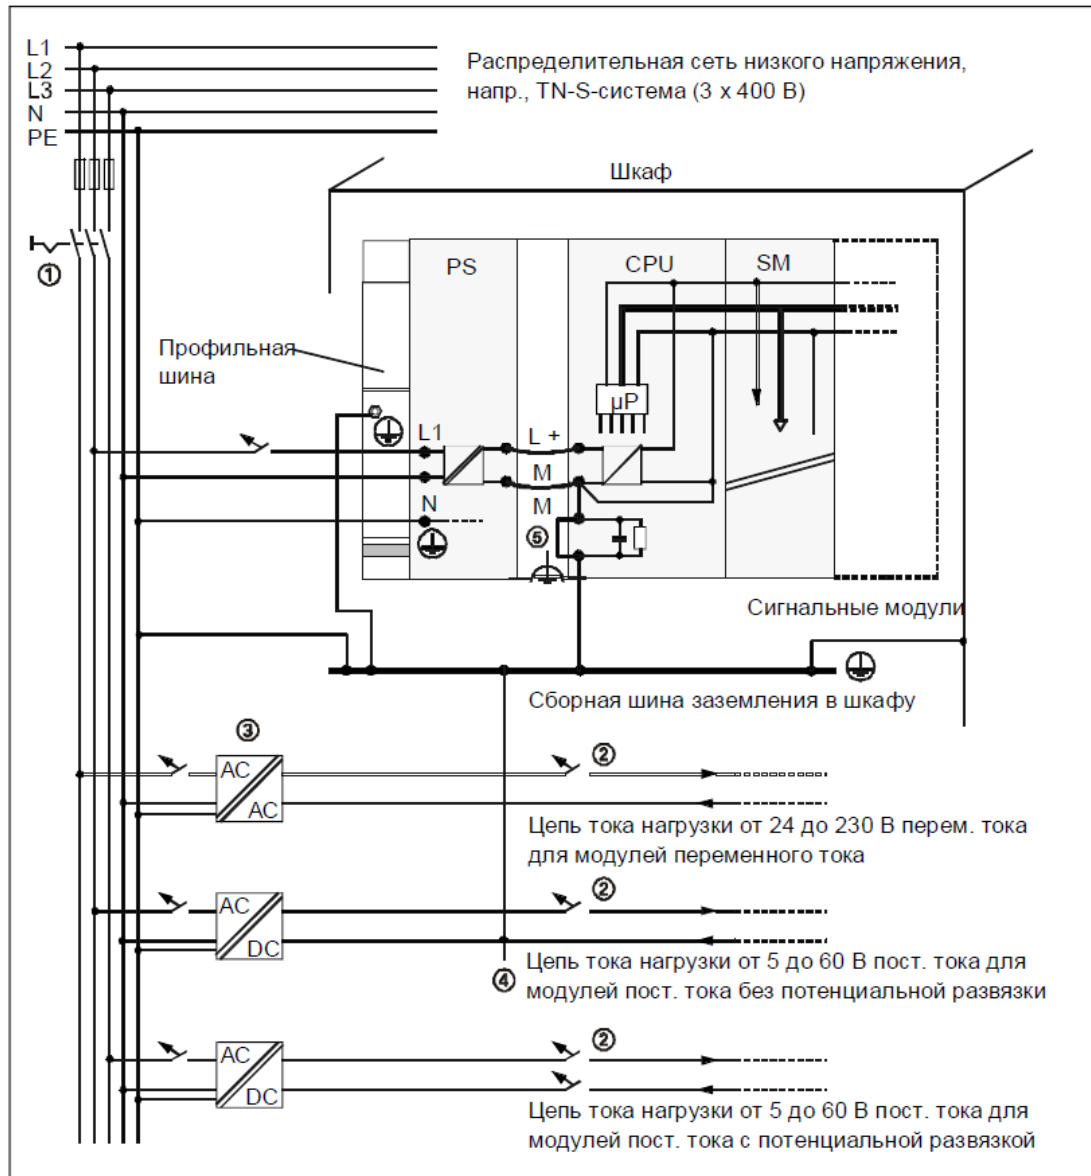 L1
L2
L3
N
PE
Распределительная сеть низкого напряжения,
напр., TN-S-система (3 x 400 В)
Шкаф
①
PS
CPU
SM
Профильная
шина
µP
L1
L +
M
N
M
⑤
Сигнальные модули
Сборная шина заземления в шкафу
③
②
AC
AC
Цепь тока нагрузки от 24 до 230 В перем. тока
для модулей переменного тока
②
AC
DC
④
Цепь тока нагрузки от 5 до 60 В пост. тока для
модулей пост. тока без потенциальной развязки
②
AC
DC
Цепь тока нагрузки от 5 до 60 В пост. тока для
модулей пост. тока с потенциальной развязкой